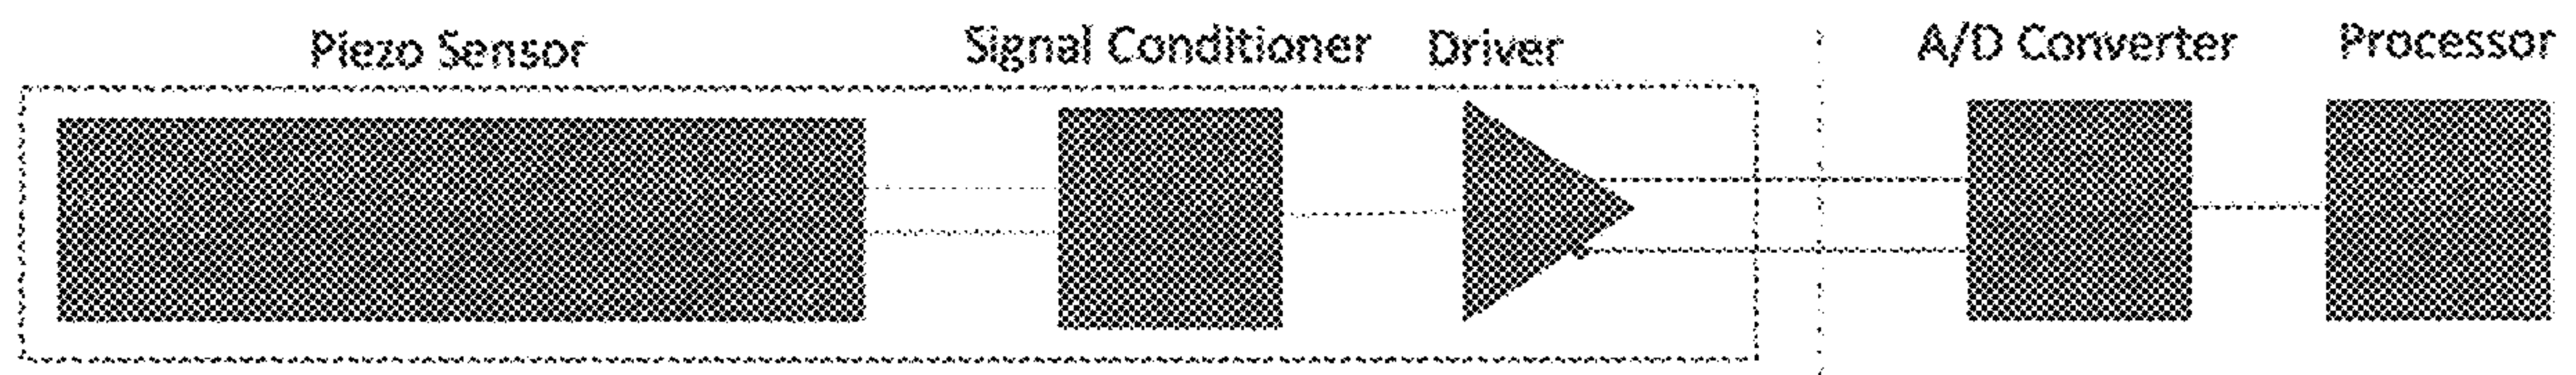 Piezo Sensor
Signal Conditioner
Driver
A/D Converter
Processor